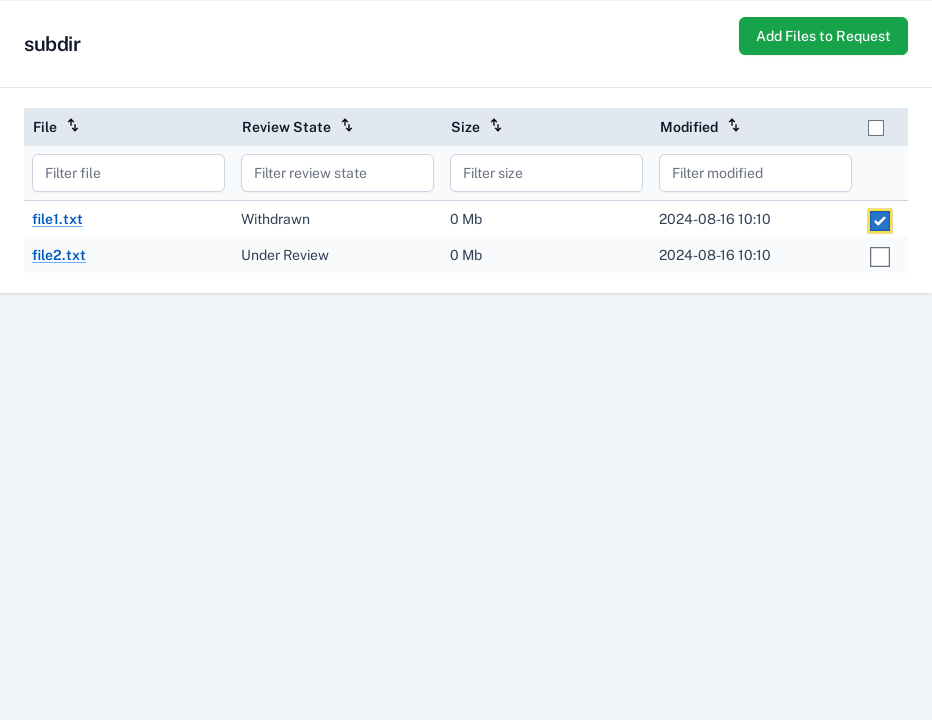 subdir
Add Files to Request
File Review State Size Modified
Filter file Filter review state Filter size Filter modified
file1.txt Withdrawn 0 Mb 2024-08-16 10:10
file2.txt Under Review 0 Mb 2024-08-16 10:10